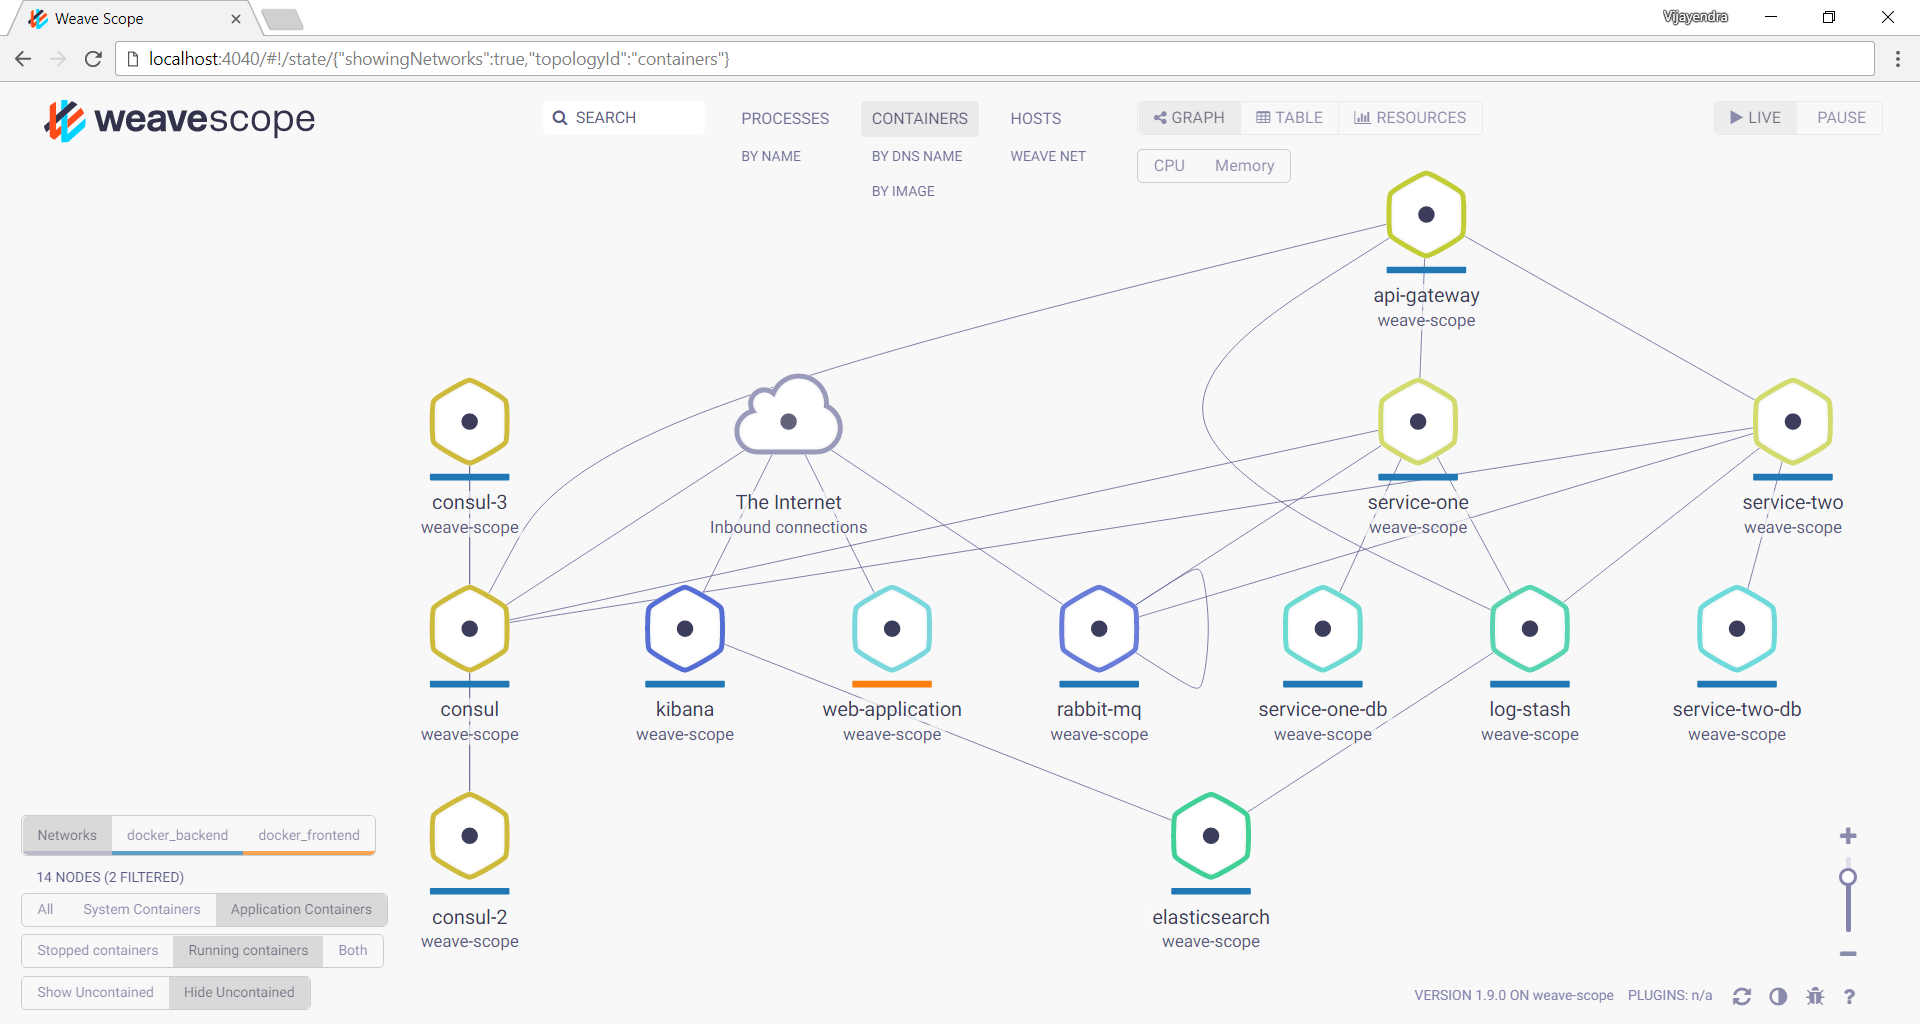 Weave Scope
Vijayendra
localhost:4040/#!/state/{"showingNetworks":true,"topologyId":"containers"}
weavescope
SEARCH
PROCESSES
CONTAINERS
HOSTS
GRAPH
TABLE
RESOURCES
LIVE
PAUSE
BY NAME
BY DNS NAME
WEAVE NET
CPU
Memory
BY IMAGE
api-gateway
weave-scope
consul-3
weave-scope
The Internet
Inbound connections
service-one
weave-scope
service-two
weave-scope
consul
weave-scope
kibana
weave-scope
web-application
weave-scope
rabbit-mq
weave-scope
service-one-db
weave-scope
log-stash
weave-scope
service-two-db
weave-scope
consul-2
weave-scope
elasticsearch
weave-scope
Networks
docker_backend
docker_frontend
14 NODES (2 FILTERED)
All
System Containers
Application Containers
Stopped containers
Running containers
Both
Show Uncontained
Hide Uncontained
VERSION 1.9.0 ON weave-scope
PLUGINS: n/a
?